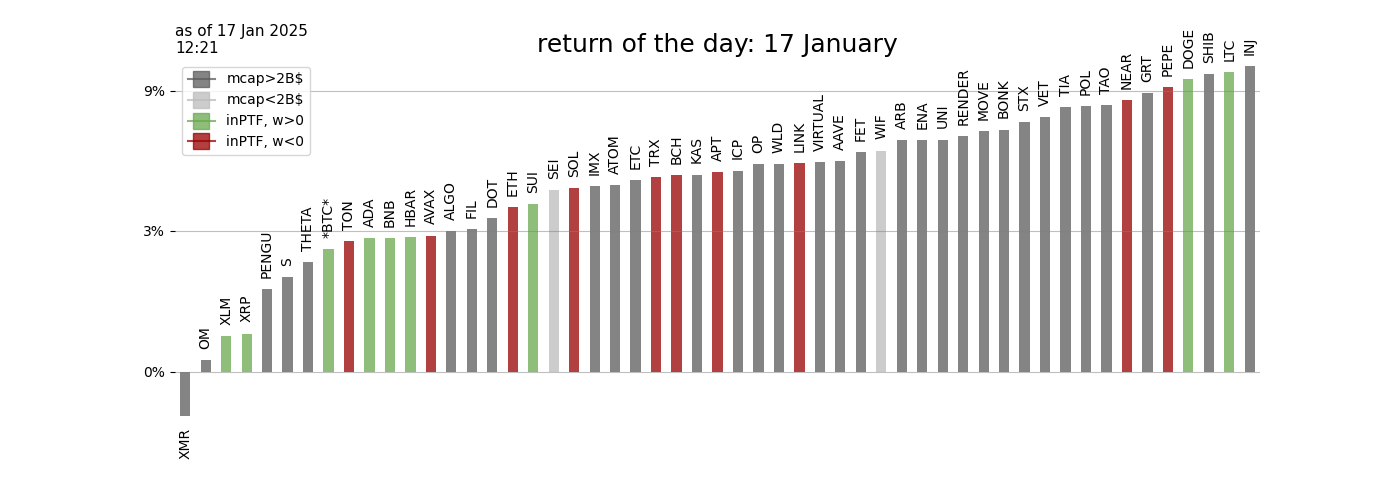 as of 17 Jan 2025
12:21
return of the day: 17 January
mcap>2B$
mcap<2B$
inPTF, w>0
inPTF, w<0
9%
3%
0%
XMR
OM
XLM
XRP
PENGU
S
THETA
*BTC*
TON
ADA
BNB
HBAR
AVAX
ALGO
FIL
DOT
ETH
SUI
SEI
SOL
IMX
ATOM
ETC
TRX
BCH
KAS
APT
ICP
OP
WLD
LINK
VIRTUAL
AAVE
FET
WIF
ARB
ENA
UNI
RENDER
MOVE
BONK
STX
VET
TIA
POL
TAO
NEAR
GRT
PEPE
DOGE
SHIB
LTC
INJ